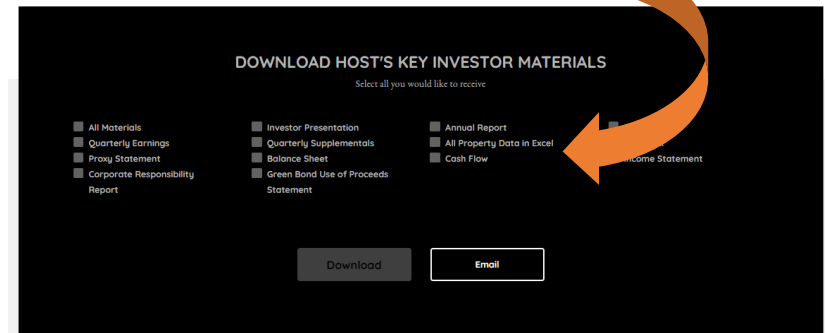 DOWNLOAD HOST'S KEY INVESTOR MATERIALS
Select all you would like to receive
All Materials
Quarterly Earnings
Proxy Statement
Corporate Responsibility
Report
Investor Presentation
Quarterly Supplementals
Balance Sheet
Green Bond Use of Proceeds
Statement
Annual Report
All Property Data in Excel
Cash Flow
Statement
Download
Email